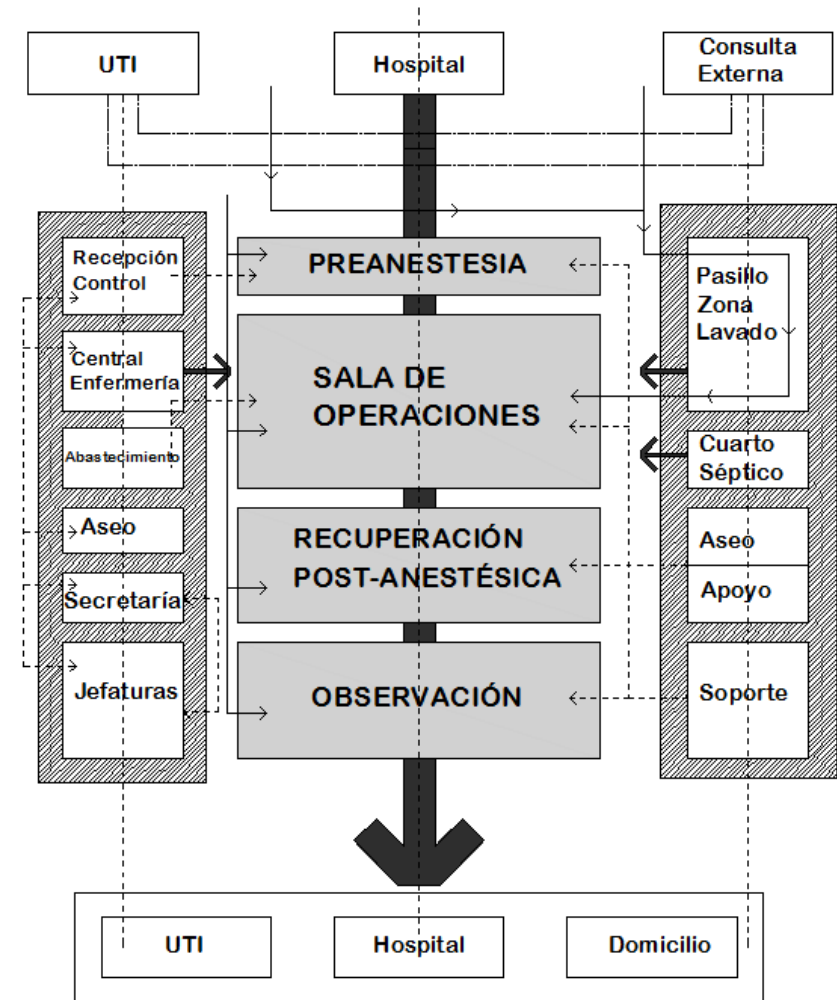 UTI
Hospital
Consulta
Externa
Recepción
Control
Central
Enfermería
Abastecimiento
Aseo
Secretaría
Jefaturas
PREANESTESIA
SALA DE
OPERACIONES
RECUPERACIÓN
POST-ANESTÉSICA
OBSERVACIÓN
Pasillo
Zona
Lavado
Cuarto
Séptico
Aseo
Apoyo
Soporte
UTI
Hospital
Domicilio